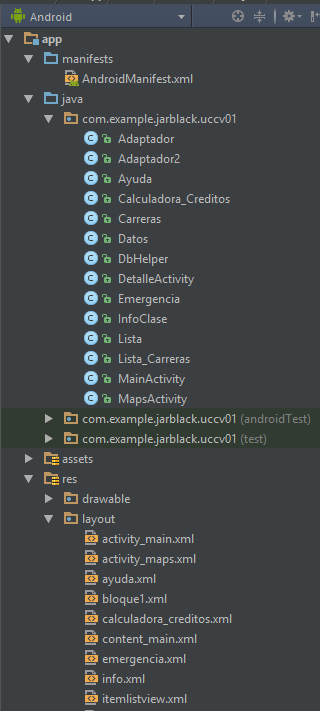 Android
app
manifests
AndroidManifest.xml
java
com.example.jarblack.uccv01
Adaptador
Adaptador2
Ayuda
Calculadora_Creditos
Carreras
Datos
DbHelper
DetalleActivity
Emergencia
InfoClase
Lista
Lista_Carreras
MainActivity
MapsActivity
com.example.jarblack.uccv01 (androidTest)
com.example.jarblack.uccv01 (test)
assets
res
drawable
layout
activity_main.xml
activity_maps.xml
ayuda.xml
bloque1.xml
calculadora_creditos.xml
content_main.xml
emergencia.xml
info.xml
itemlistview.xml